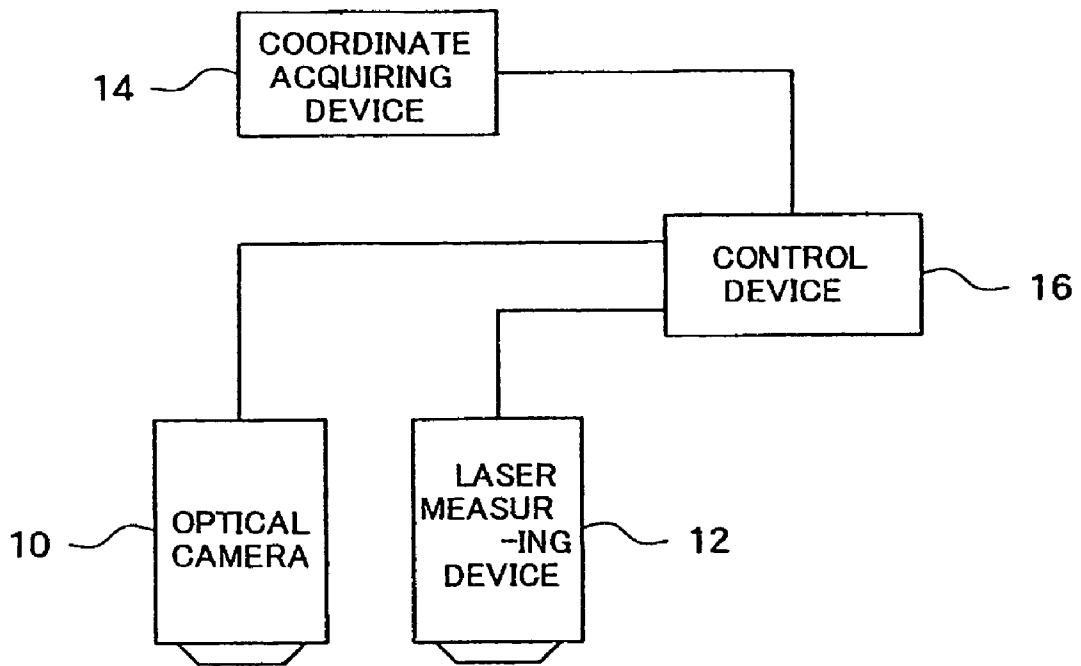 COORDINATE
ACQUIRING
DEVICE
14
CONTROL
DEVICE
16
OPTICAL
CAMERA
10
LASER
MEASUR
-ING
DEVICE
12